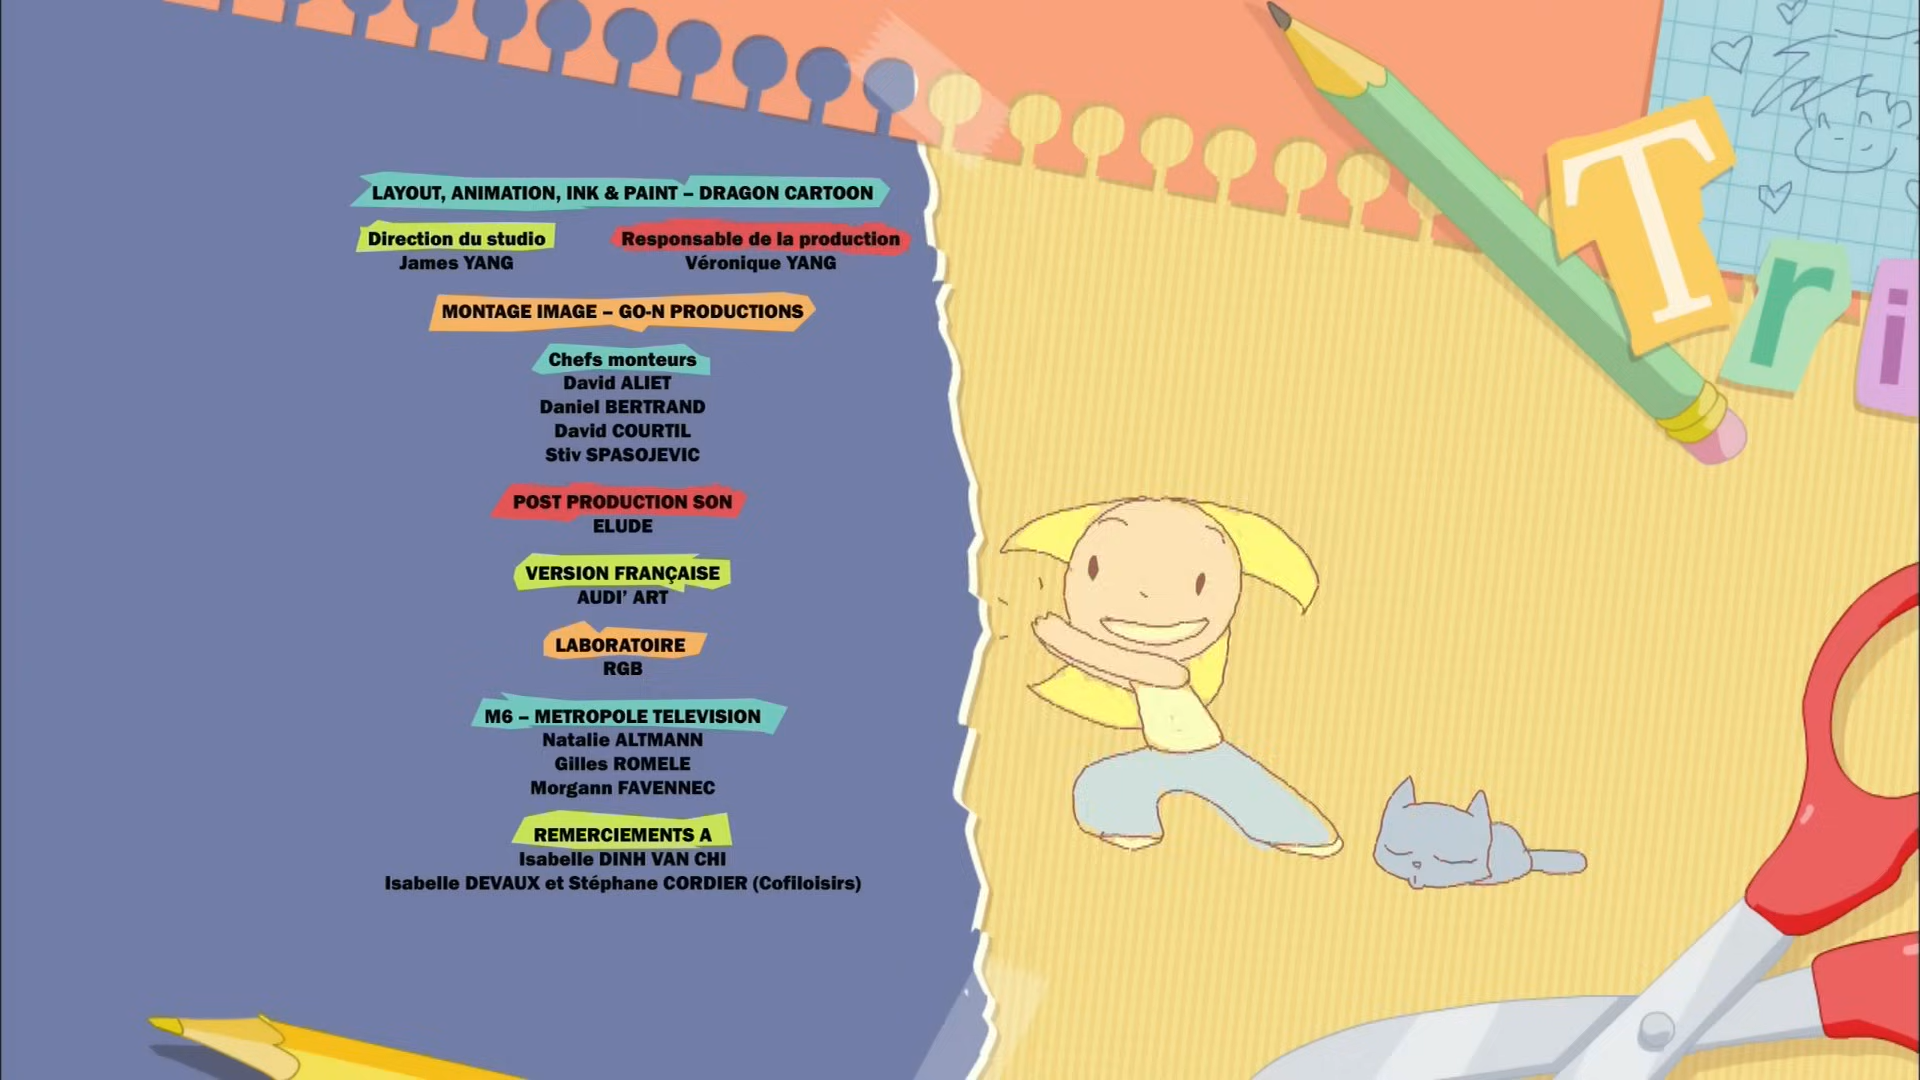 LAYOUT, ANIMATION, INK & PAINT – DRAGON CARTOON
Direction du studio
James YANG
Responsable de la production
Véronique YANG
MONTAGE IMAGE – GO-N PRODUCTIONS
Chefs monteurs
David ALIET
Daniel BERTRAND
David COURTIL
Stiv SPASOJEVIC
POST PRODUCTION SON
ELUDE
VERSION FRANÇAISE
AUDI’ ART
LABORATOIRE
RGB
M6 – METROPOLE TELEVISION
Natalie ALTMANN
Gilles ROMELE
Morgann FAVENNEC
REMERCIEMENTS A
Isabelle DINH VAN CHI
Isabelle DEVAUX et Stéphane CORDIER (Cofiloisirs)
Tri